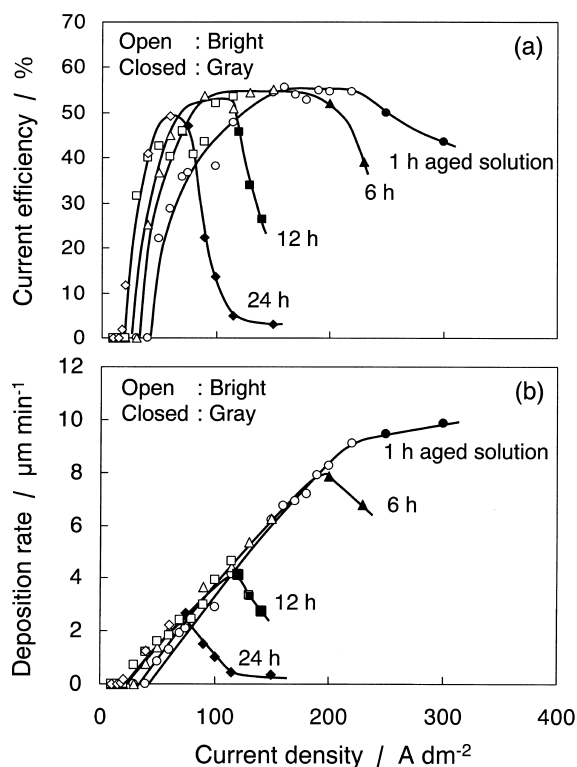 70
60
50
40
30
20
10
0
Current efficiency / %
Open : Bright
Closed : Gray
(a)
1 h aged solution
6 h
12 h
24 h
12
10
8
6
4
2
0
Deposition rate / μm min-1
Open : Bright
Closed : Gray
(b)
1 h aged solution
6 h
12 h
24 h
0 100 200 300 400
Current density / A dm-2